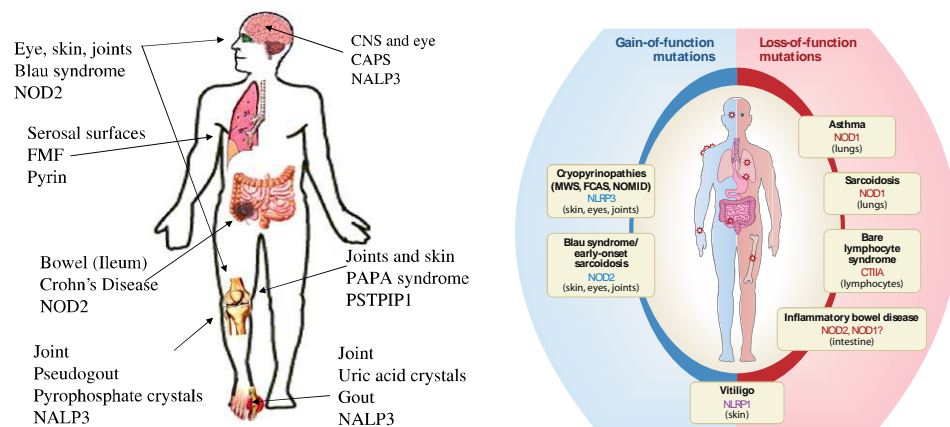 Eye, skin, joints
Blau syndrome
NOD2
CNS and eye
CAPS
NALP3
Serosal surfaces
FMF
Pyrin
Bowel (Ileum)
Crohn's Disease
NOD2
Joints and skin
PAPA syndrome
PSTPIP1
Joint
Pseudogout
Pyrophosphate crystals
NALP3
Joint
Uric acid crystals
Gout
NALP3
Gain-of-function
mutations
Loss-of-function
mutations
Cryopyrinopathies
(MWS, FCAS, NOMID)
NLRP3
(skin, eyes, joints)
Blau syndrome/
early-onset
sarcoidosis
NOD2
(skin, eyes, joints)
Asthma
NOD1
(lungs)
Sarcoidosis
NOD1
(lungs)
Bare
lymphocyte
syndrome
CTIIA
(lymphocytes)
Inflammatory bowel disease
NOD2, NOD1?
(intestine)
Vitiligo
NLRP1
(skin)